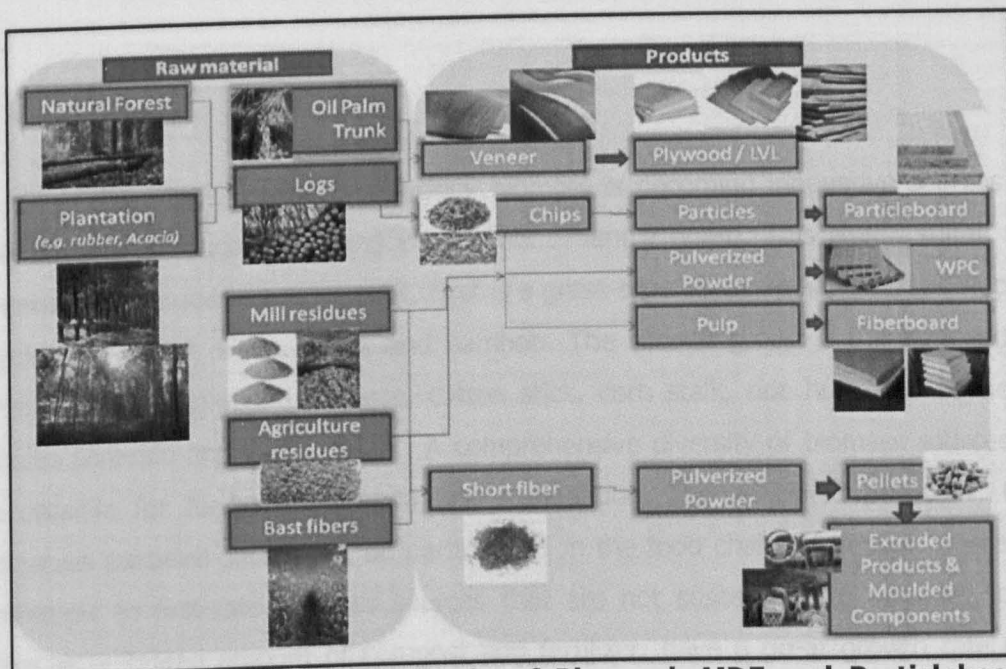 Raw material
Products
Natural Forest
Oil Palm
Trunk
Veneer
Plywood / LVL
Logs
Plantation
(e,g. rubber, Acacia)
Chips
Particles
Particleboard
Pulverized
Powder
WPC
Mill residues
Pulp
Fiberboard
Agriculture
residues
Short fiber
Pulverized
Powder
Pellets
Bast fibers
Extruded
Products &
Moulded
Components